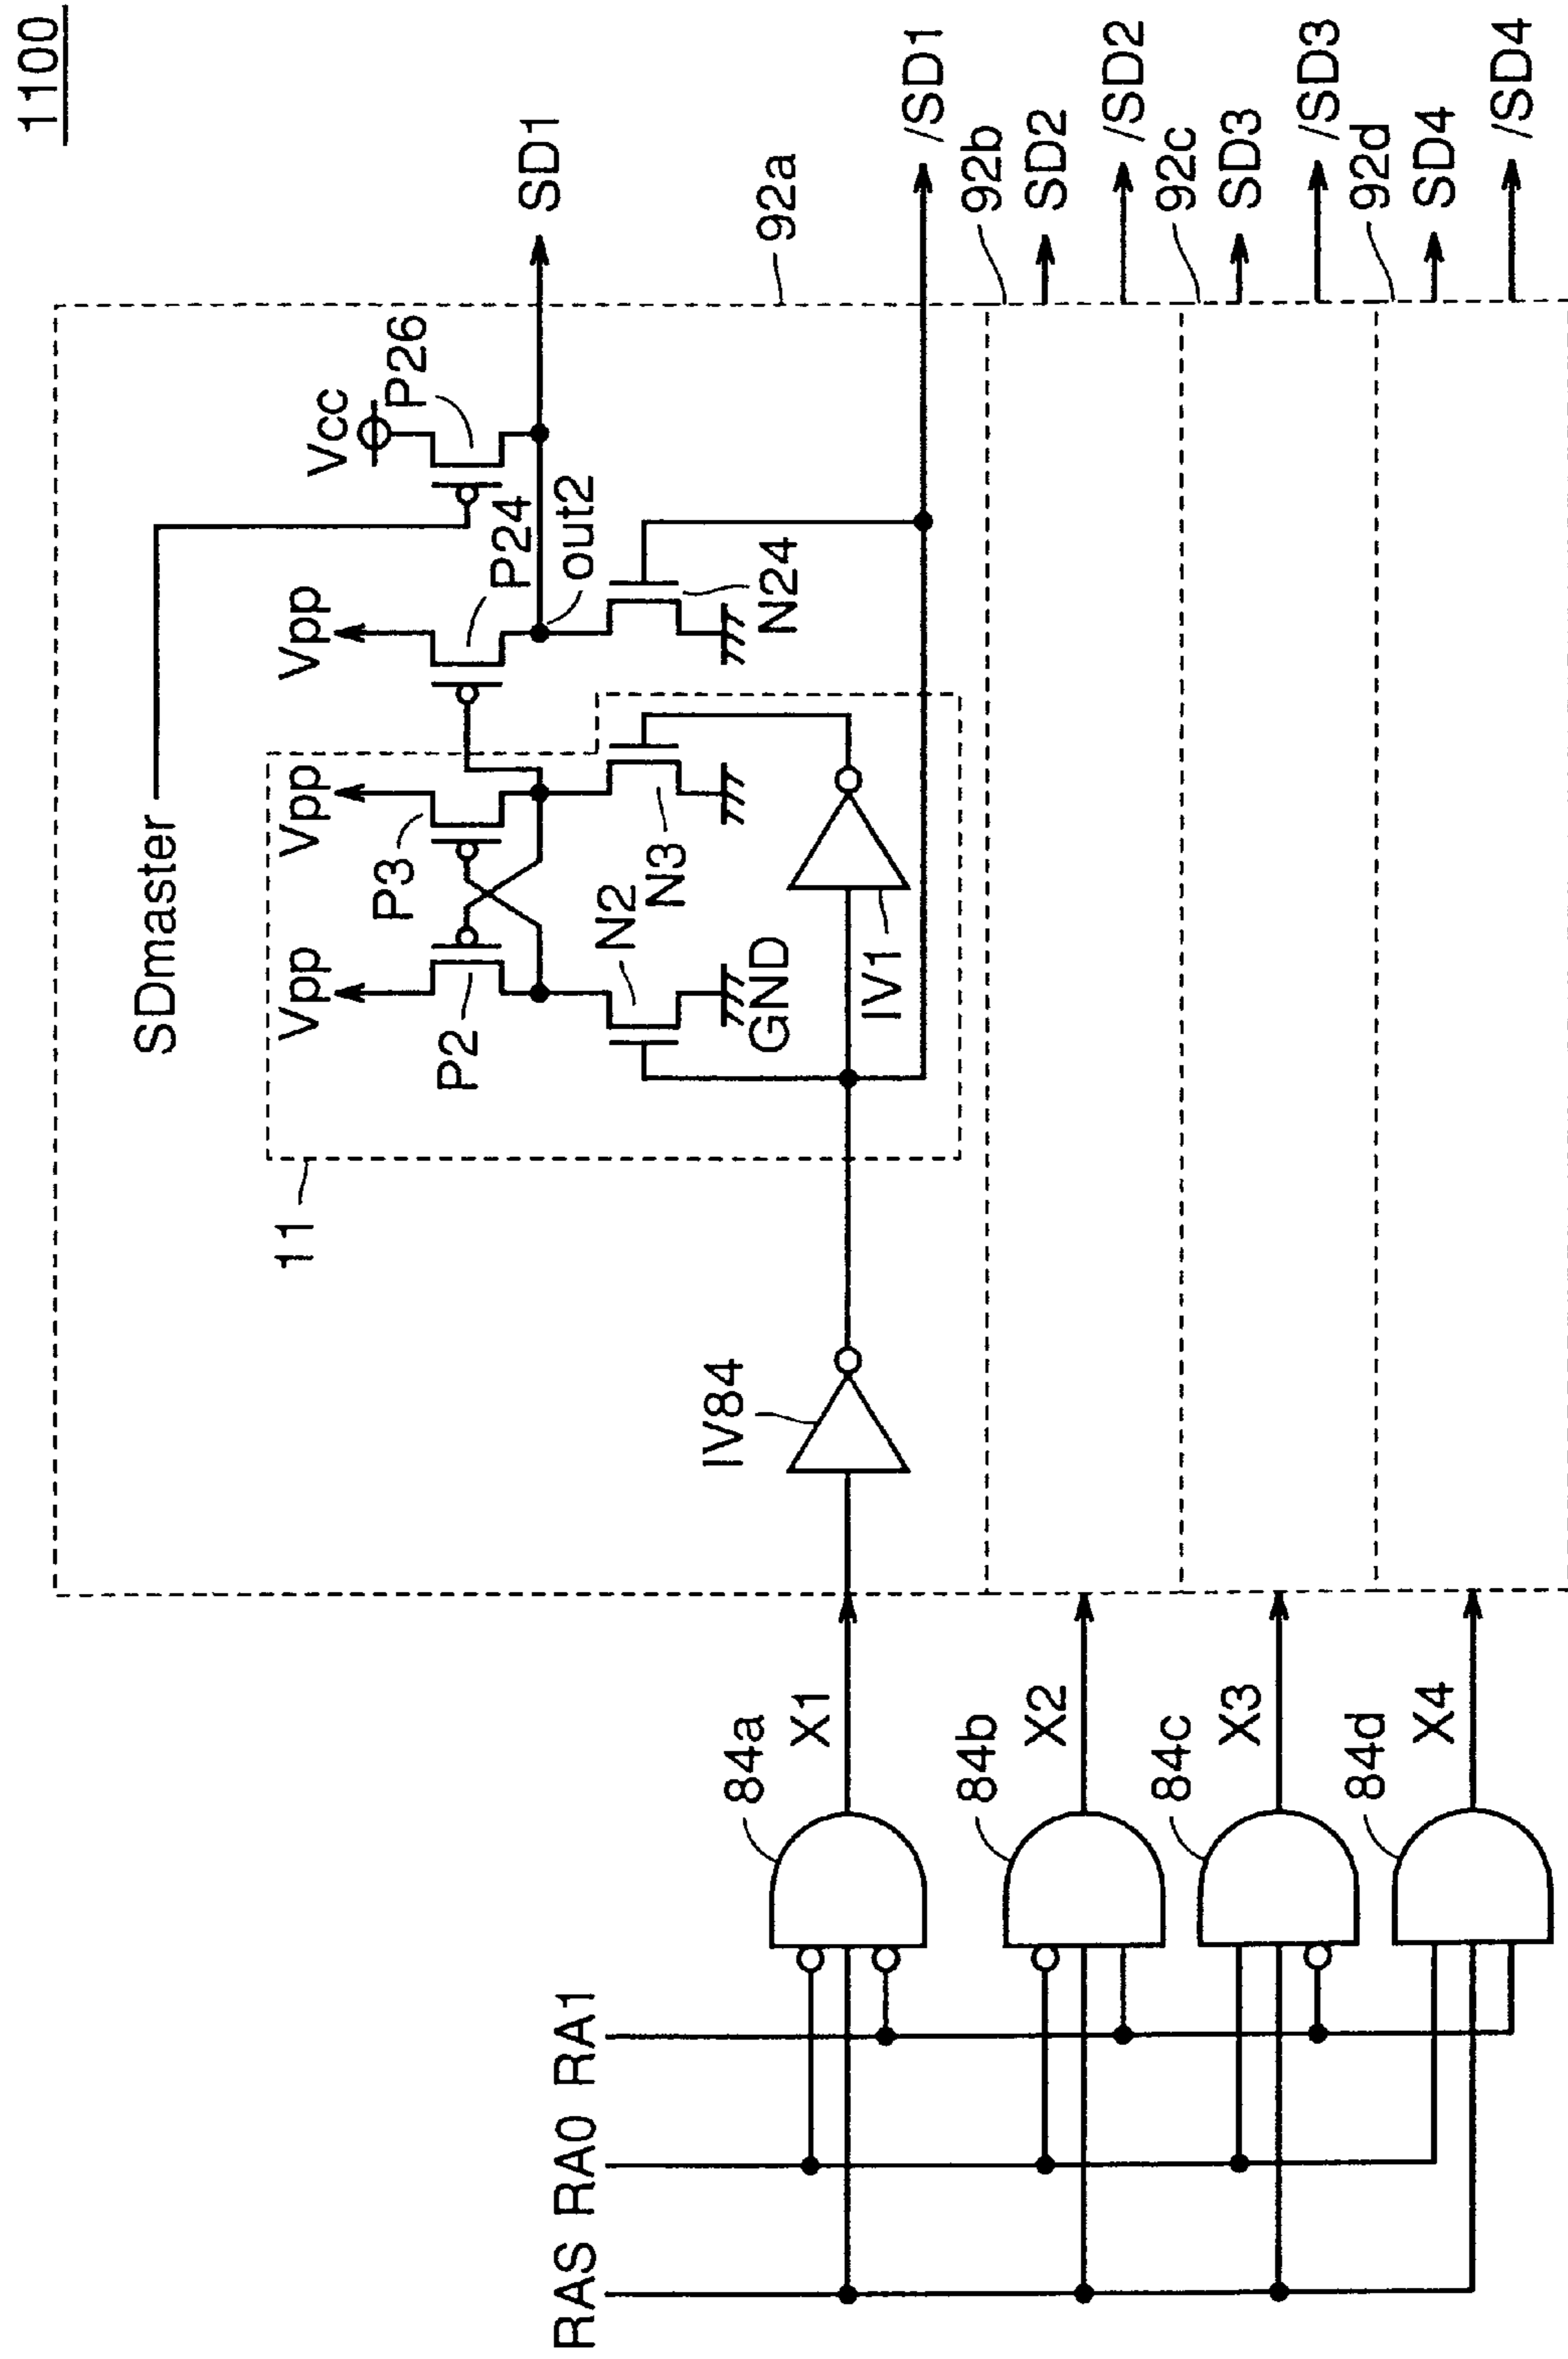 1100
SDmaster
Vcc
P26
SD1
Vpp
Vpp
Vpp
P2
P3
P24
out2
92a
11
N2
N3
N24
GND
IV84
IV1
/SD1
RAS RA0 RA1
84a
X1
84b
X2
84c
X3
84d
X4
92b
SD2
/SD2
92c
SD3
/SD3
92d
SD4
/SD4